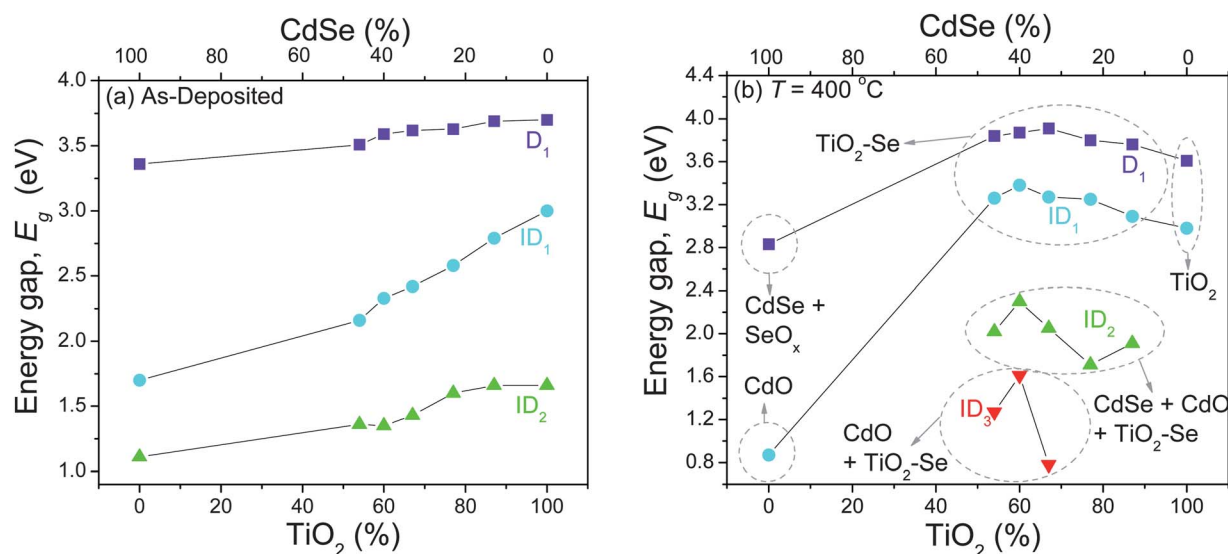 CdSe (%)
100 80 60 40 20 0
(a) As-Deposited
4.0
3.5
3.0
2.5
2.0
1.5
1.0
Energy gap, E_g (eV)
D₁
ID₁
ID₂
0 20 40 60 80 100
TiO₂ (%)
CdSe (%)
100 80 60 40 20 0
(b) T = 400 °C
4.4
4.0
3.6
3.2
2.8
2.4
2.0
1.6
1.2
0.8
Energy gap, E_g (eV)
TiO₂-Se
D₁
ID₁
TiO₂
CdSe +
SeOₓ
ID₂
CdO
ID₃
CdSe + CdO
+ TiO₂-Se
CdO
+ TiO₂-Se
0 20 40 60 80 100
TiO₂ (%)